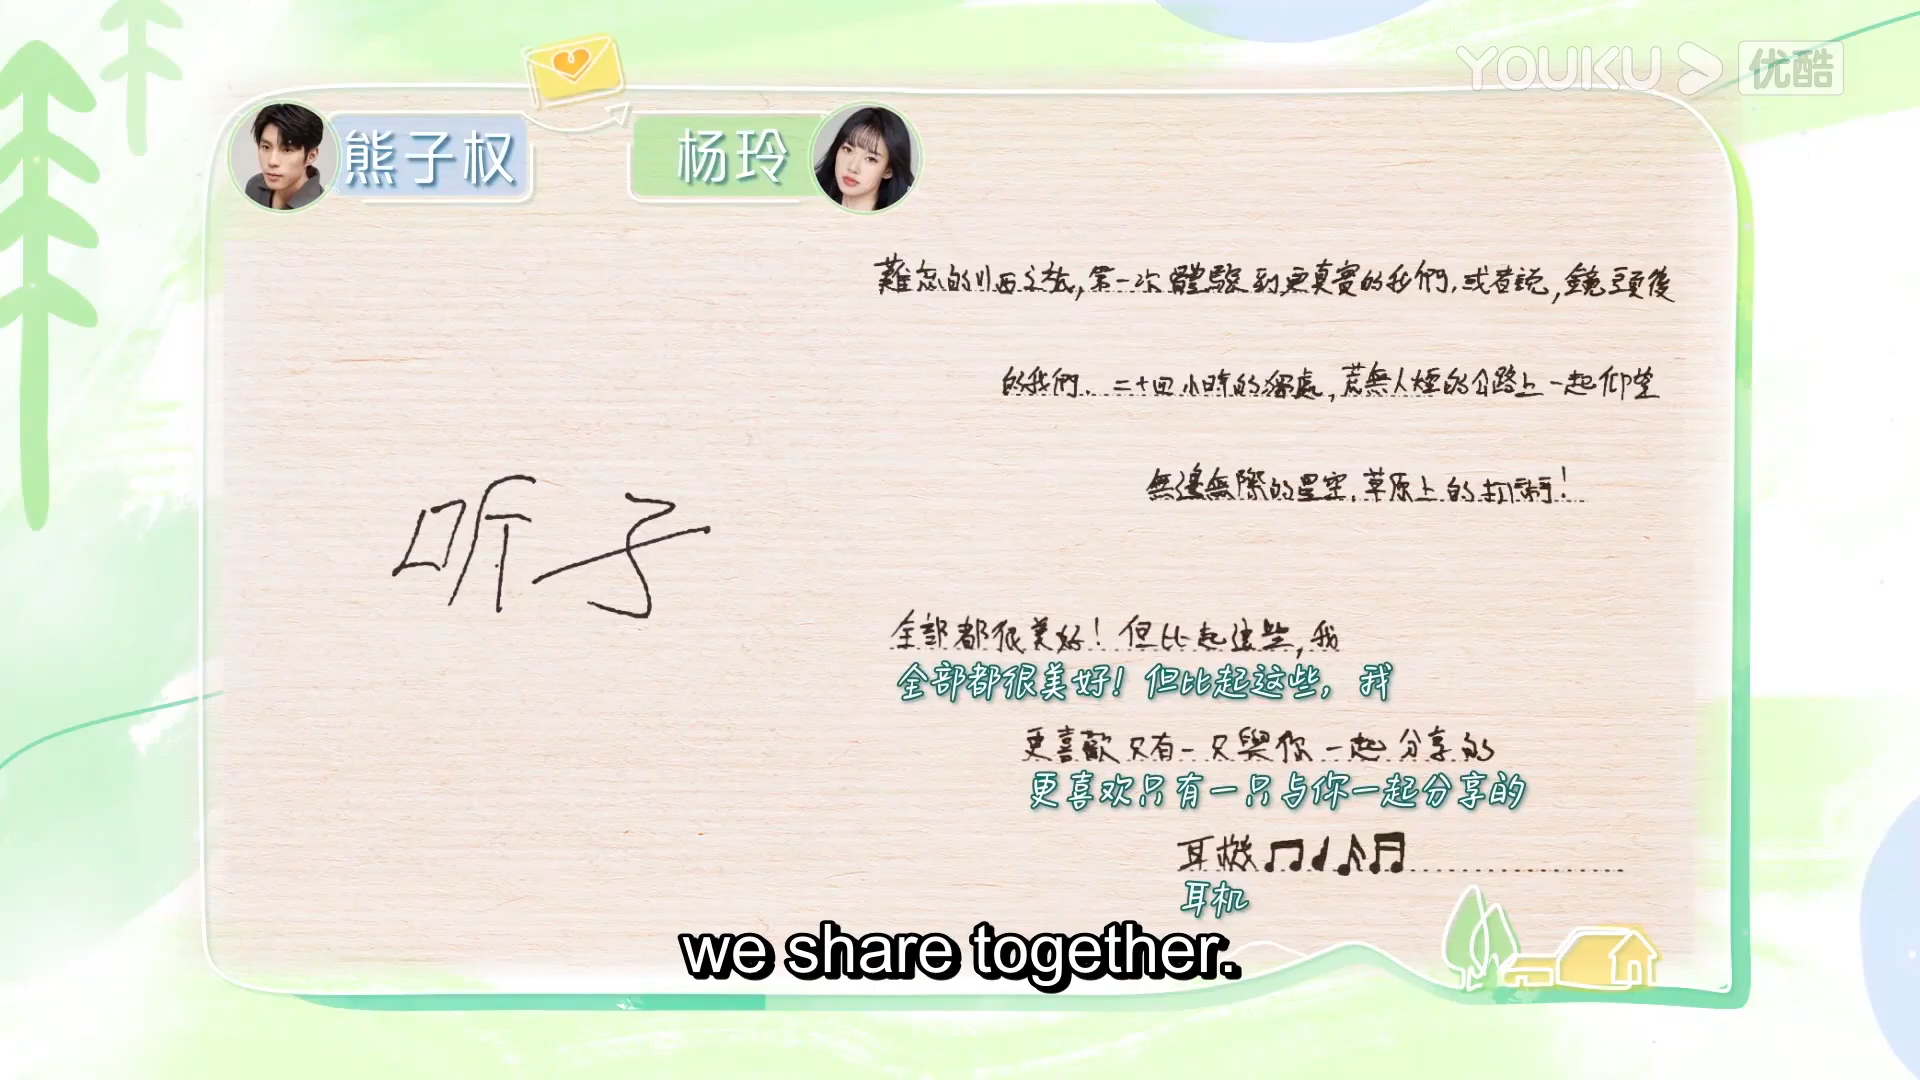 YOUKU 优酷
熊子权
杨玲
難忘的川西之旅,第一次體驗到更真實的我們.或者說,鏡頭後
的我們.二十四小時的獨處,荒無人煙的公路上一起仰望
無邊無際的星空.草原上的打鬧!
听子
全部都很美好!但比起這些,我
全部都很美好!但比起这些,我
更喜歡只有一只與你一起分享的
更喜欢只有一只与你一起分享的
耳機
耳机
we share together.